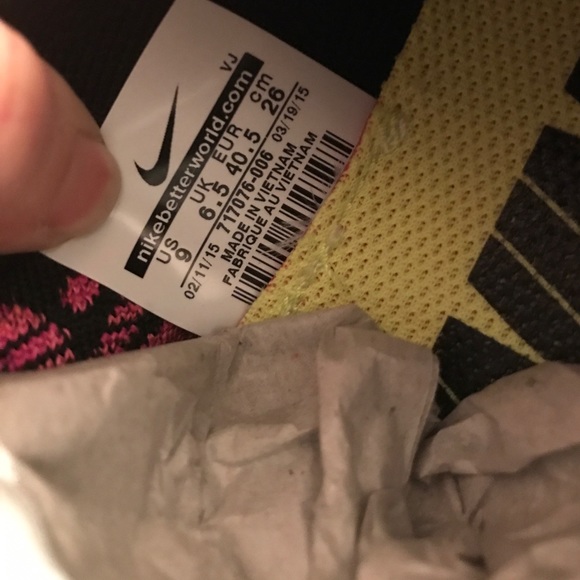 VJ
nikebetterworld.com
US UK EUR cm
9 6.5 40.5 26
02/11/15 717076-006 03/19/15
MADE IN VIETNAM
FABRIQUE AU VIETNAM